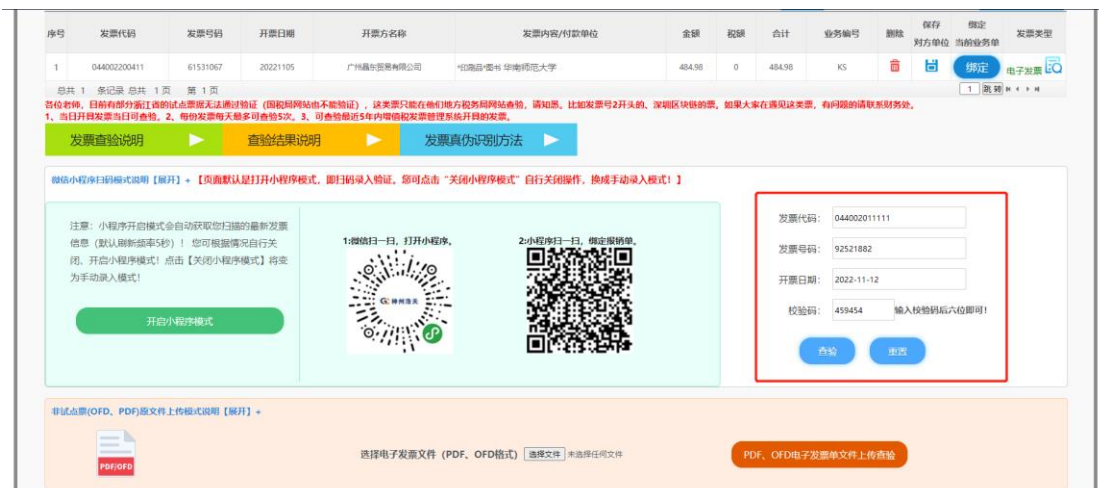 序号 发票代码 发票号码 开票日期 开票方名称 发票内容/付款单位 金额 税额 合计 业务编号 删除 保存对方单位 绑定当前业务单 发票类型
1 044002200411 61531067 20221105 广州晶东贸易有限公司 *印刷品*图书 华南师范大学 484.98 0 484.98 KS 绑定 电子发票
总共 1 条记录 总共 1 页 第 1 页 1 跳转
各位老师，目前有部分浙江省的试点票据无法通过验证（国税局网站也不能验证），这类票只能在他们地方税务局网站查验，请知悉。比如发票号2开头的、深圳区块链的票。如果大家在遇见这类票，有问题的请联系财务处。
1、当日开具发票当日可查验。2、每份发票每天最多可查验5次。3、可查验最近5年内增值税发票管理系统开具的发票。
发票查验说明 查验结果说明 发票真伪识别方法
微信小程序扫码模式说明【展开】+ 【页面默认是打开小程序模式，即扫码录入验证。您可点击“关闭小程序模式”自行关闭操作，换成手动录入模式！】
注意：小程序开启模式会自动获取您扫描的最新发票
信息（默认刷新频率5秒）！您可根据情况自行关
闭、开启小程序模式！点击【关闭小程序模式】将变
为手动录入模式！
开启小程序模式
1:微信扫一扫，打开小程序。
神州浩天
2:小程序扫一扫，绑定报销单。
发票代码： 044002011111
发票号码： 92521882
开票日期： 2022-11-12
校验码： 459454 输入校验码后六位即可！
查验 重置
非试点票(OFD、PDF)原文件上传模式说明【展开】+
PDF/OFD
选择电子发票文件（PDF、OFD格式） 选择文件 未选择任何文件
PDF、OFD电子发票单文件上传查验